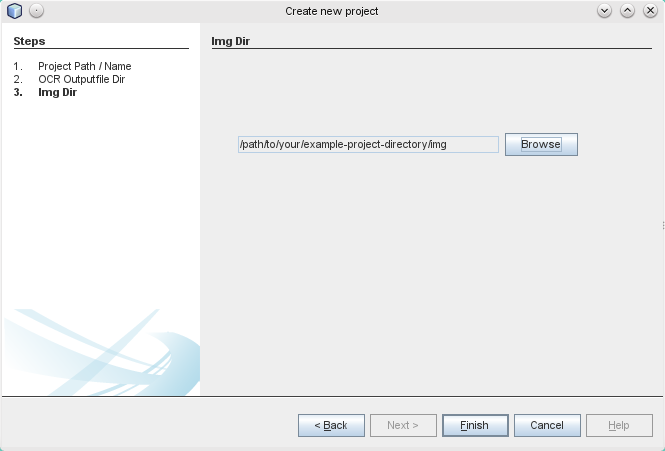 Create new project
Steps
1. Project Path / Name
2. OCR Outputfile Dir
3. Img Dir
Img Dir
/path/to/your/example-project-directory/img
Browse
< Back
Next >
Finish
Cancel
Help